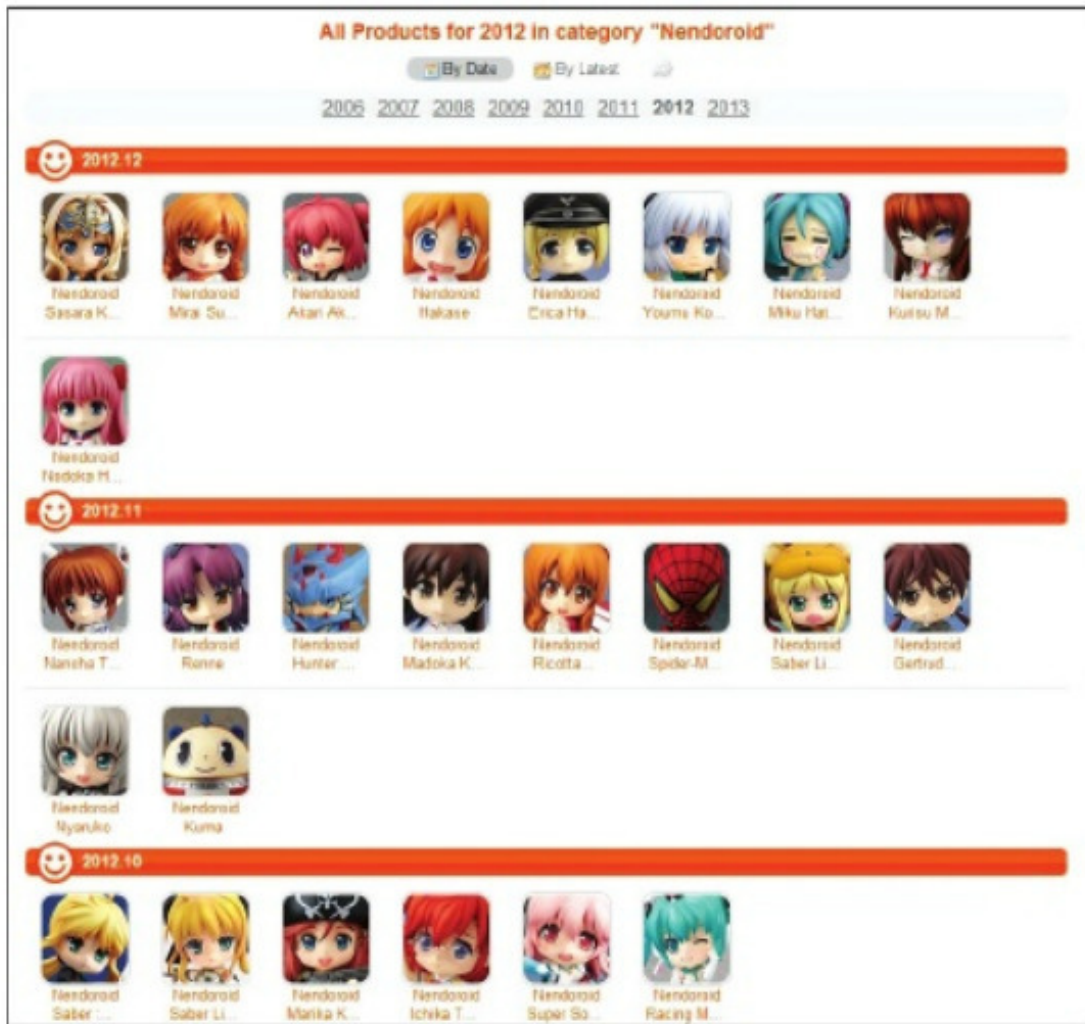 All Products for 2012 in category "Nendoroid"
By Date By Latest
2006 2007 2008 2009 2010 2011 2012 2013
2012.12
Nendoroid Nendoroid Nendoroid Nendoroid Nendoroid Nendoroid Nendoroid Nendoroid
Sasara K... Mirai Su... Akari Ak... Hakase Erica Ha... Youmu Ko... Miku Hat... Kurisu M...
Nendoroid
Nadoka H...
2012.11
Nendoroid Nendoroid Nendoroid Nendoroid Nendoroid Nendoroid Nendoroid Nendoroid
Nanoha T... Renne Hunter ... Madoka K... Ricotta... Spider-M... Saber Li... Gertrud...
Nendoroid Nendoroid
Nyaruko Kuma
2012.10
Nendoroid Nendoroid Nendoroid Nendoroid Nendoroid Nendoroid
Saber :... Saber Li... Marika K... Ichika T... Super So... Racing M...